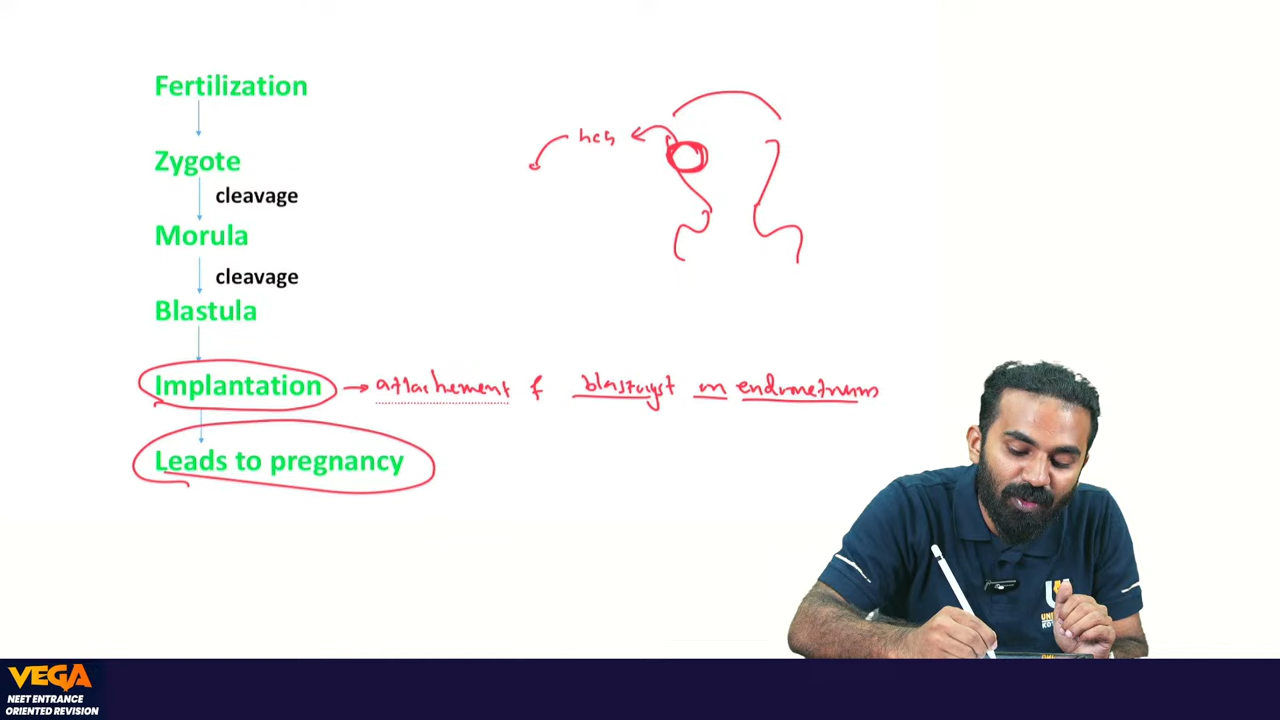 Fertilization
hcg
Zygote
cleavage
Morula
cleavage
Blastula
Implantation → attachement of blastocyst on endometrium
Leads to pregnancy
VEGA
NEET ENTRANCE
ORIENTED REVISION